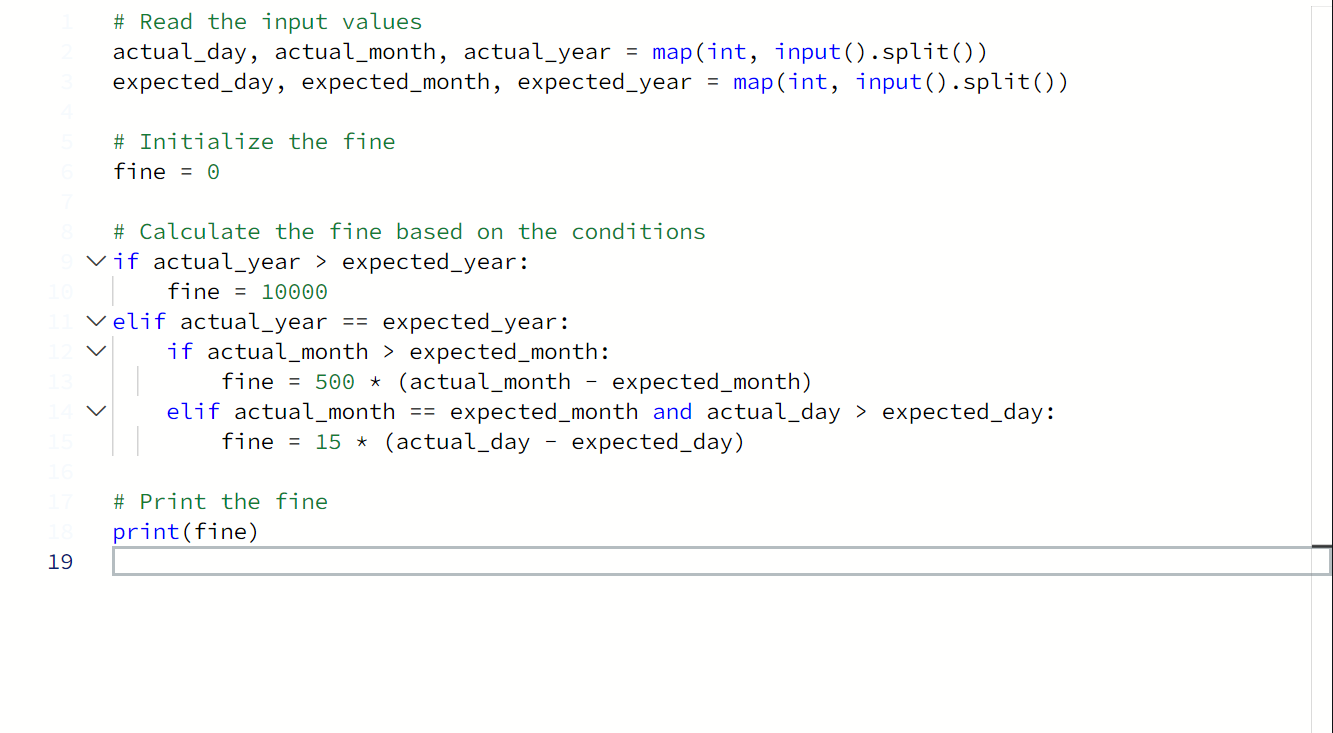 1 # Read the input values
2 actual_day, actual_month, actual_year = map(int, input().split())
3 expected_day, expected_month, expected_year = map(int, input().split())
4
5 # Initialize the fine
6 fine = 0
7
8 # Calculate the fine based on the conditions
9 if actual_year > expected_year:
10     fine = 10000
11 elif actual_year == expected_year:
12     if actual_month > expected_month:
13         fine = 500 * (actual_month - expected_month)
14     elif actual_month == expected_month and actual_day > expected_day:
15         fine = 15 * (actual_day - expected_day)
16
17 # Print the fine
18 print(fine)
19